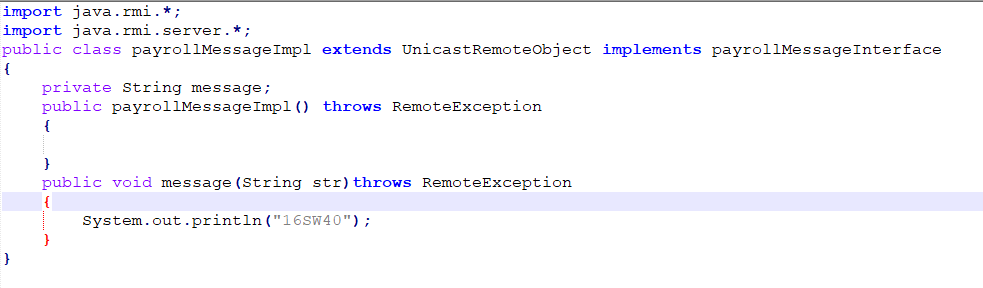 import java.rmi.*;
import java.rmi.server.*;
public class payrollMessageImpl extends UnicastRemoteObject implements payrollMessageInterface
{
    private String message;
    public payrollMessageImpl() throws RemoteException
    {

    }
    public void message(String str)throws RemoteException
    {
        System.out.println("16SW40");
    }
}